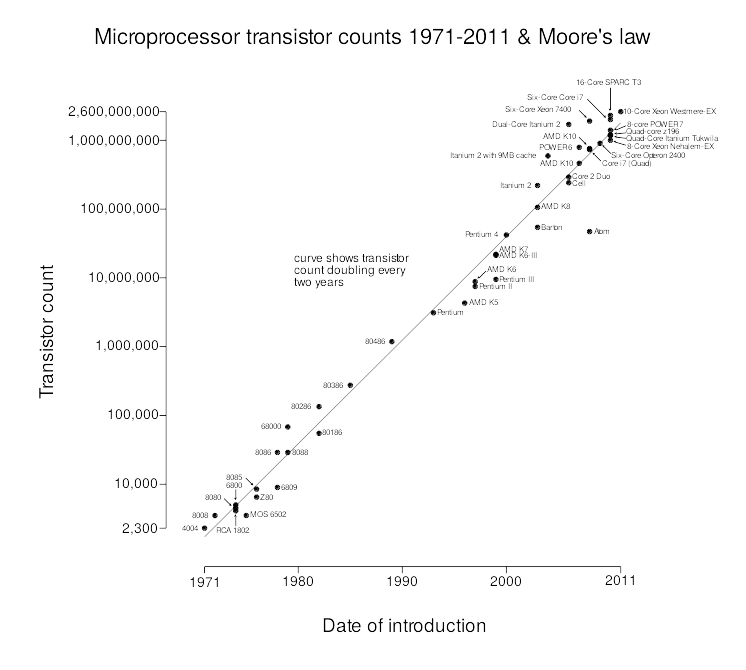 Microprocessor transistor counts 1971-2011 & Moore's law
16-Core SPARC T3
Six-Core Core i7
Six-Core Xeon 7400
10-Core Xeon Westmere-EX
Dual-Core Itanium 2
8-core POWER7
Quad-core z196
AMD K10
Quad-Core Itanium Tukwila
POWER6
8-Core Xeon Nehalem-EX
Itanium 2 with 9MB cache
Six-Core Opteron 2400
AMD K10
Core i7 (Quad)
Core 2 Duo
Itanium 2
Cell
AMD K8
Pentium 4
Barton
Atom
AMD K7
AMD K6-III
curve shows transistor
count doubling every
two years
AMD K6
Pentium III
Pentium II
AMD K5
Pentium
80486
80386
80286
68000
80186
8086
8088
8085
6800
6809
8080
Z80
8008
MOS 6502
4004
RCA 1802
2,600,000,000
1,000,000,000
100,000,000
10,000,000
1,000,000
100,000
10,000
2,300
Transistor count
1971
1980
1990
2000
2011
Date of introduction